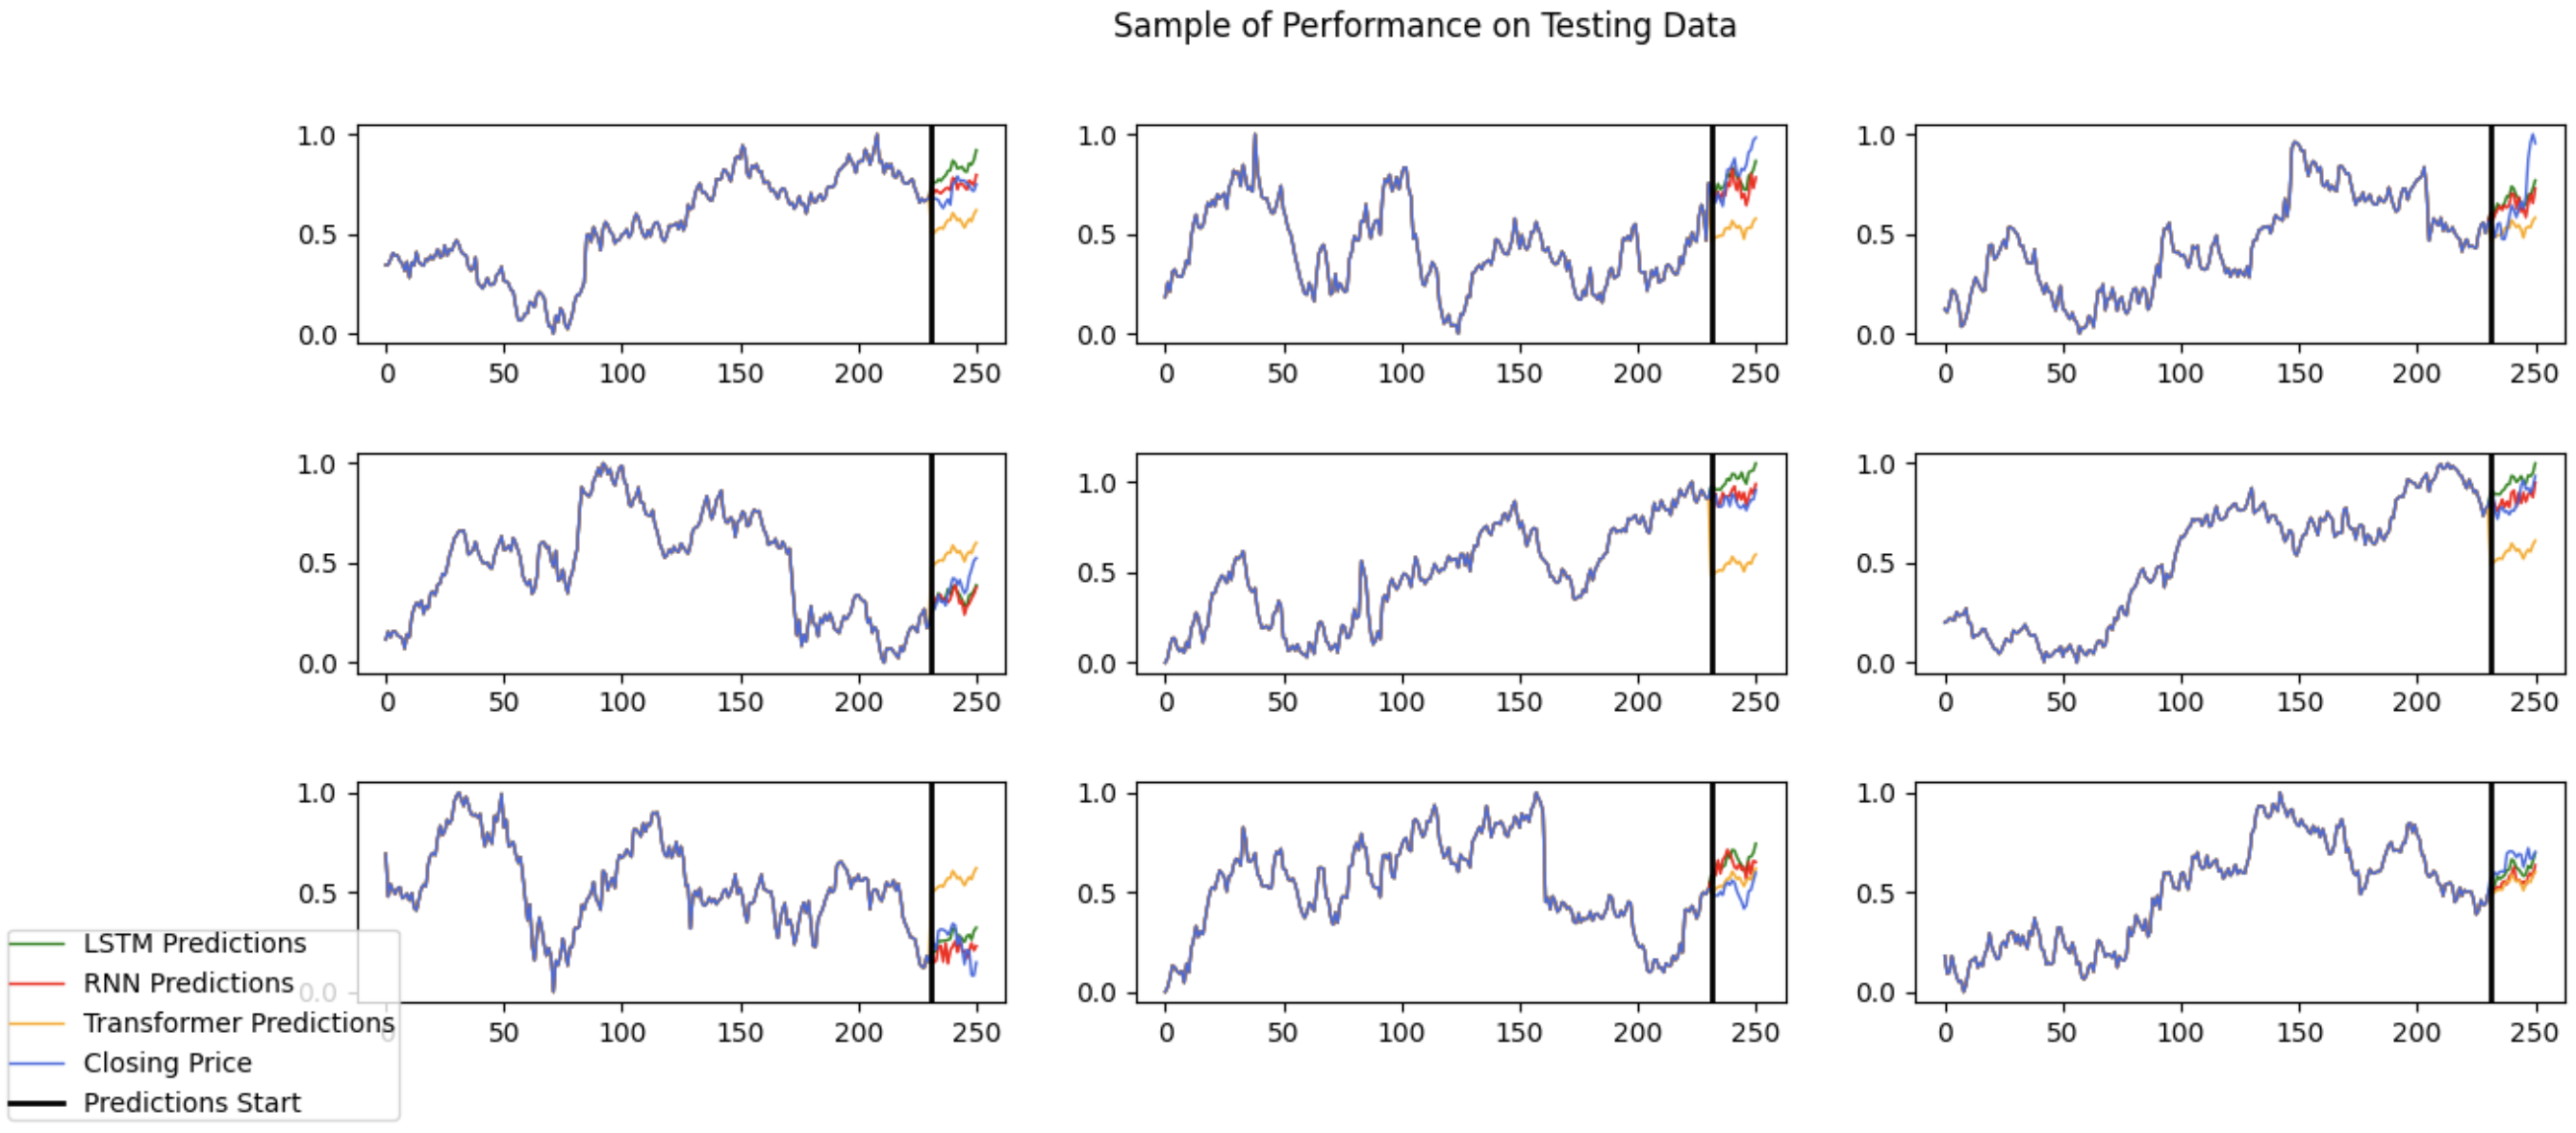 Sample of Performance on Testing Data
1.0 1.0 1.0
0.5 0.5 0.5
0.0 0.0 0.0
0 50 100 150 200 250 0 50 100 150 200 250 0 50 100 150 200 250
1.0 1.0 1.0
0.5 0.5 0.5
0.0 0.0 0.0
0 50 100 150 200 250 0 50 100 150 200 250 0 50 100 150 200 250
1.0 1.0 1.0
0.5 0.5 0.5
0.0 0.0 0.0
0 50 100 150 200 250 0 50 100 150 200 250 0 50 100 150 200 250
LSTM Predictions
RNN Predictions
Transformer Predictions
Closing Price
Predictions Start